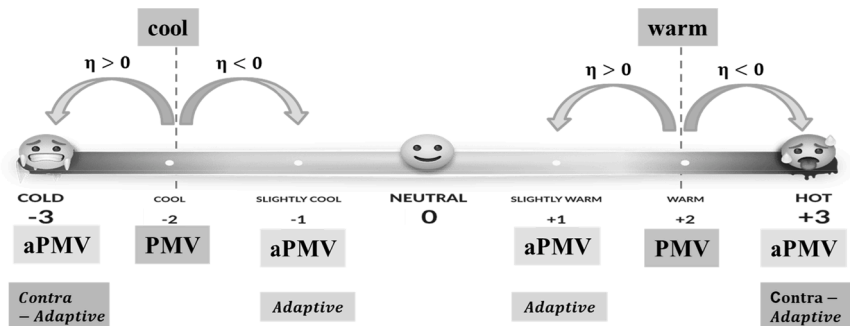 cool warm
η > 0 η < 0 η > 0 η < 0
COLD COOL SLIGHTLY COOL NEUTRAL SLIGHTLY WARM WARM HOT
-3 -2 -1 0 +1 +2 +3
aPMV PMV aPMV aPMV PMV aPMV
Contra
− Adaptive
Adaptive
Adaptive
Contra −
Adaptive